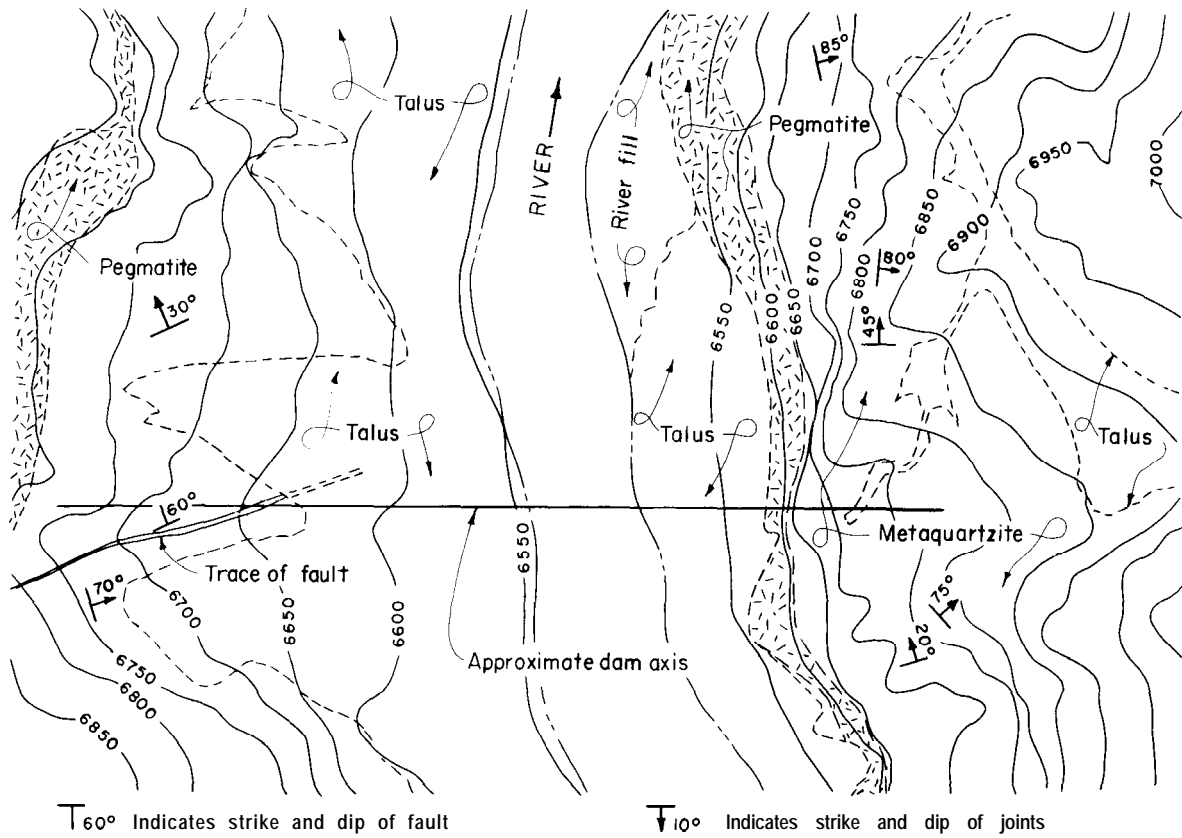 85°
Talus
Pegmatite
RIVER
River fill
6950
7000
6850
6750
6900
6700
80°
6800
Pegmatite
30°
6550
6600
6650
45°
Talus
Talus
Talus
60°
Metaquartzite
6550
Trace of fault
70°
6700
6650
6600
75°
20°
Approximate dam axis
6750
6800
6850
60° Indicates strike and dip of fault
10° Indicates strike and dip of joints